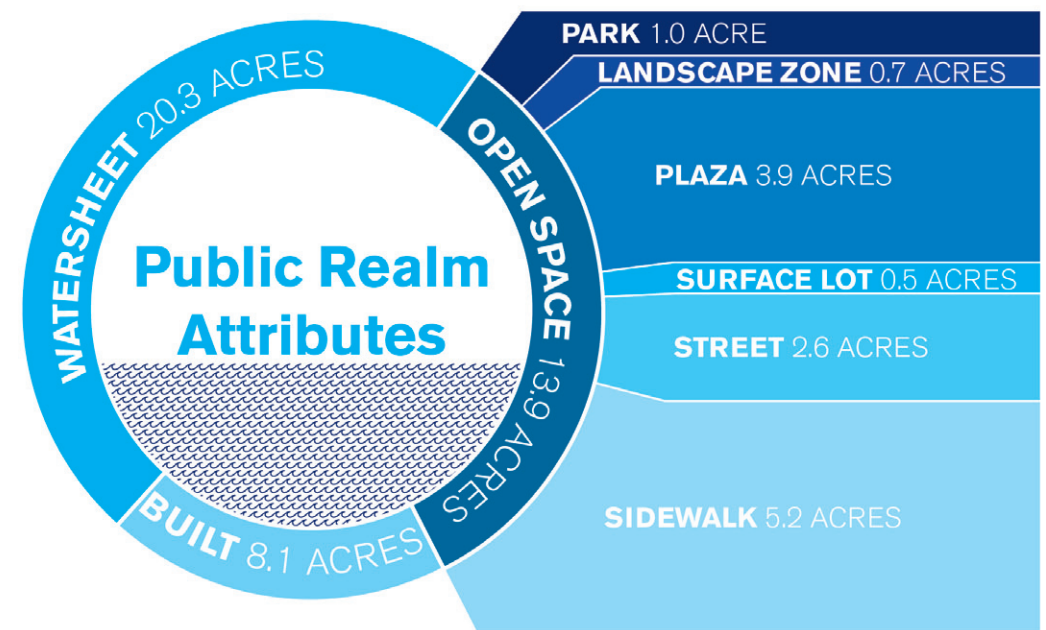 Public Realm
Attributes
WATERSHEET 20.3 ACRES
OPEN SPACE 13.9 ACRES
BUILT 8.1 ACRES
PARK 1.0 ACRE
LANDSCAPE ZONE 0.7 ACRES
PLAZA 3.9 ACRES
SURFACE LOT 0.5 ACRES
STREET 2.6 ACRES
SIDEWALK 5.2 ACRES